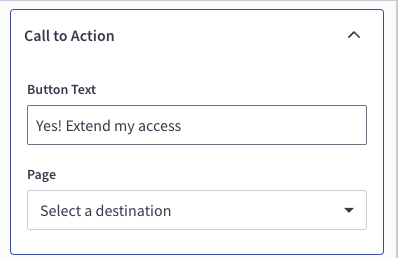 Call to Action
Button Text
Yes! Extend my access
Page
Select a destination